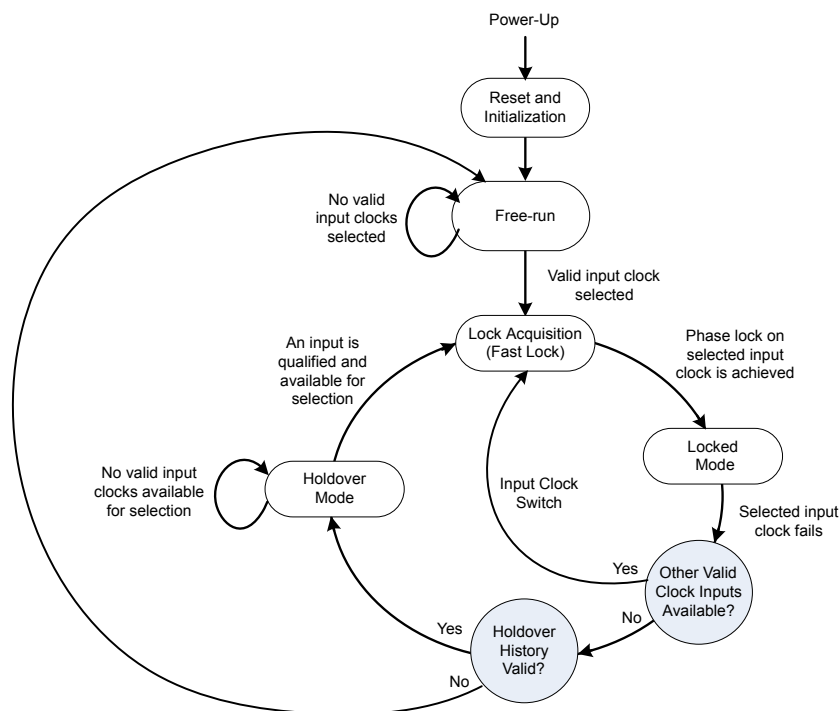 Power-Up
Reset and
Initialization
No valid
input clocks
selected
Free-run
Valid input clock
selected
An input is
qualified and
available for
selection
Lock Acquisition
(Fast Lock)
Phase lock on
selected input
clock is achieved
Locked
Mode
No valid input
clocks available
for selection
Holdover
Mode
Input Clock
Switch
Selected input
clock fails
Yes
Other Valid
Clock Inputs
Available?
No
Yes
Holdover
History
Valid?
No